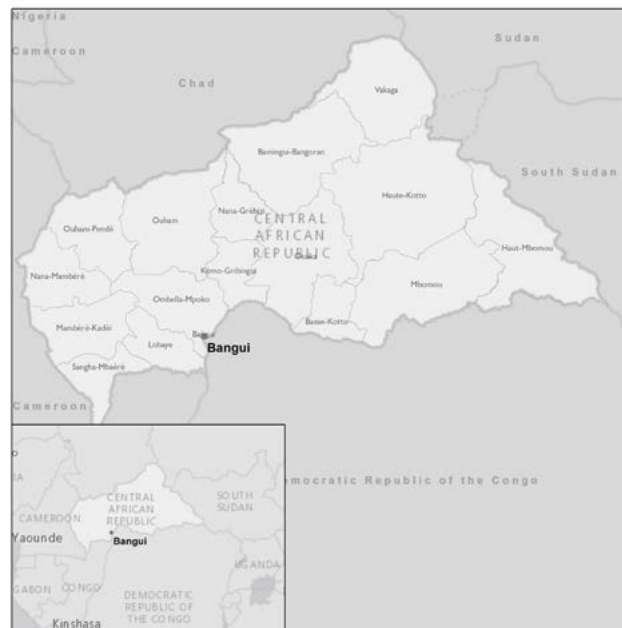 Nigeria
Sudan
Cameroon
Chad
Vakaga
Bamingui-Bangoran
South Sudan
Haute-Kotto
Nana-Grébizi
CENTRAL
AFRICAN
REPUBLIC
Ouham
Ouham-Pendé
Haut-Mbomou
Ouaka
Nana-Mambéré
Kémo-Gribingui
Mbomou
Ombella-Mpoko
Basse-Kotto
Mambéré-Kadéï
Lobaye
Bangui
Bangui
Sangha-Mbaéré
Cameroon
emocratic Republic of the Congo
CENTRAL
AFRICAN
REPUBLIC
SOUTH
SUDAN
CAMEROON
Yaounde
Bangui
UGANDA
GABON
CONGO
DEMOCRATIC
REPUBLIC OF
THE CONGO
Kinshasa